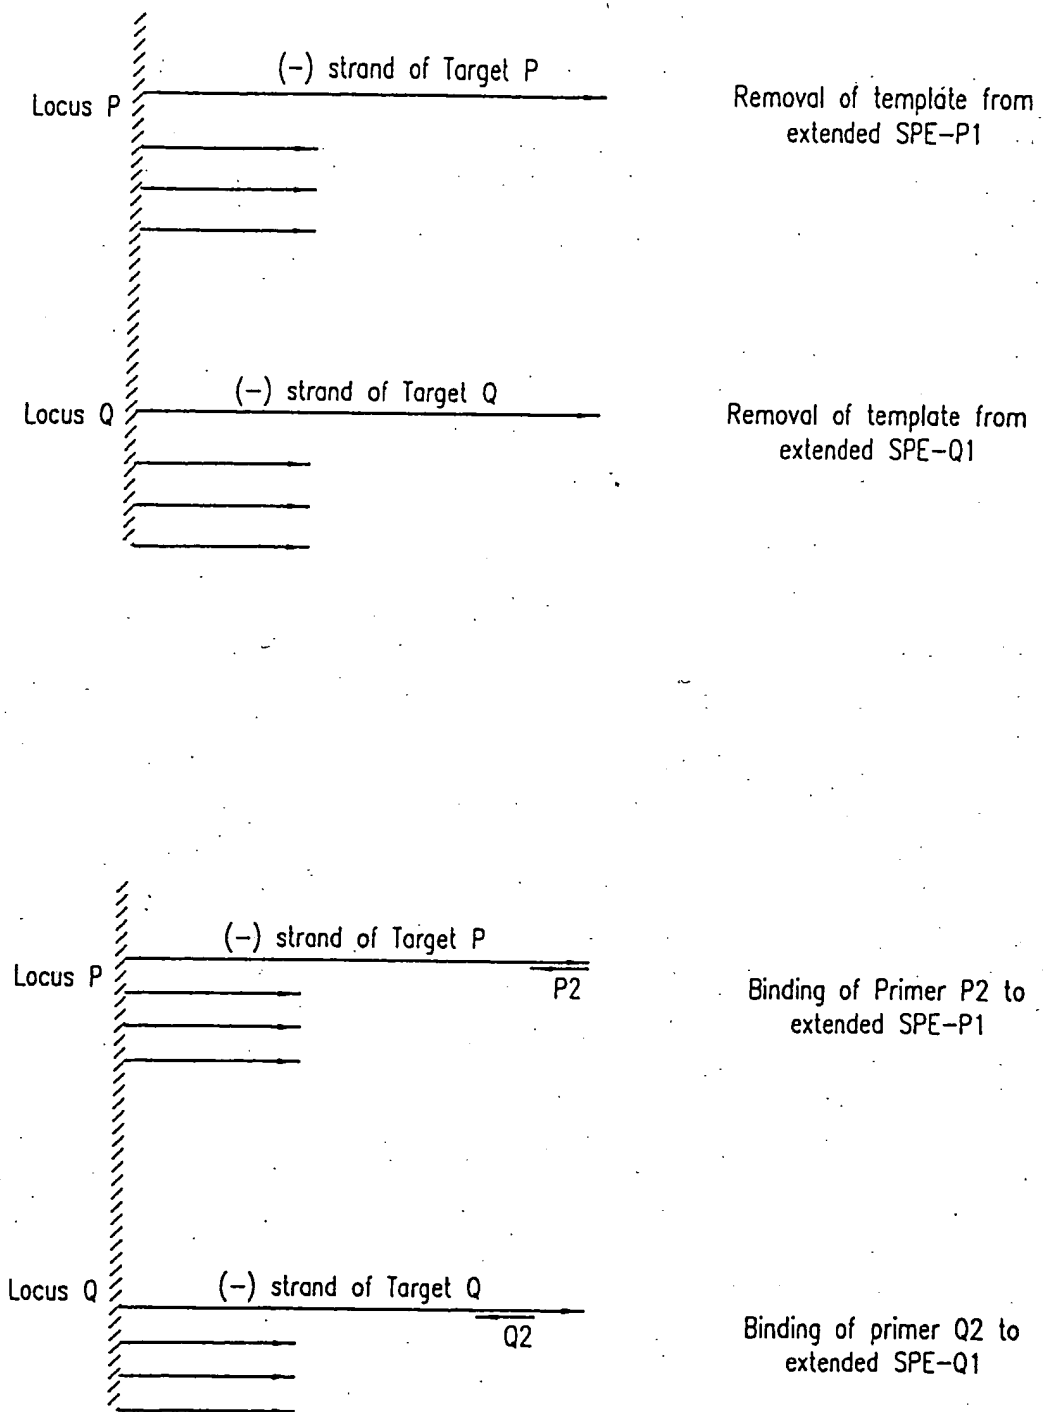 (-) strand of Target P
Locus P
Removal of template from
extended SPE-P1
(-) strand of Target Q
Locus Q
Removal of template from
extended SPE-Q1
(-) strand of Target P
Locus P
P2
Binding of Primer P2 to
extended SPE-P1
(-) strand of Target Q
Locus Q
Q2
Binding of primer Q2 to
extended SPE-Q1